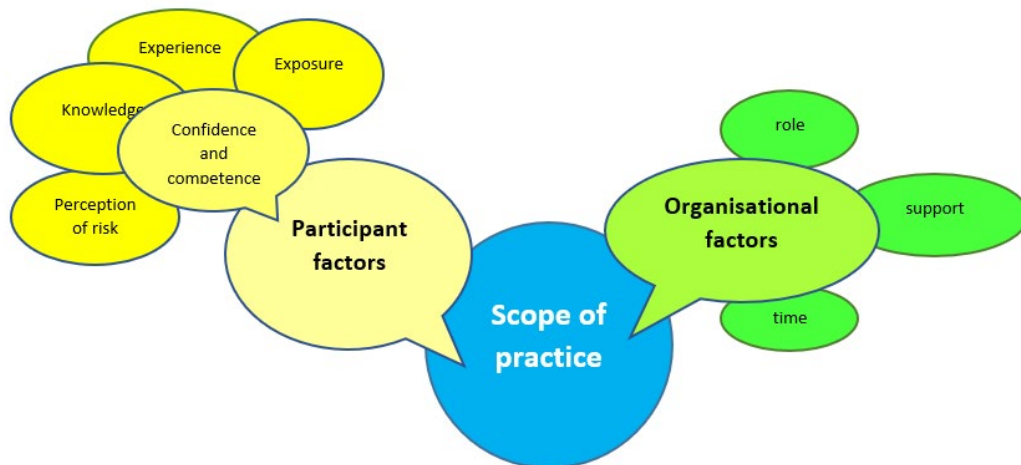 Experience
Exposure
Knowledge
Confidence
and
competence
Perception
of risk
Participant
factors
Scope of
practice
Organisational
factors
role
support
time